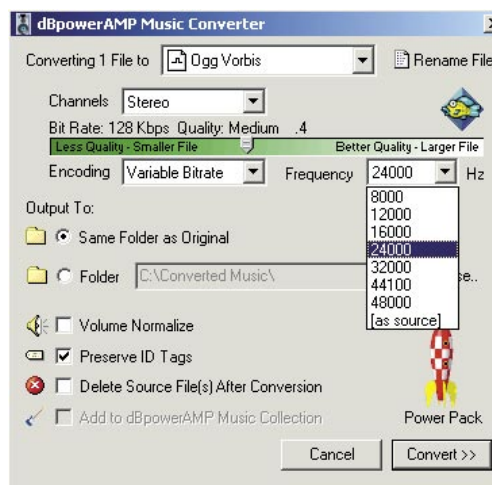 dBpowerAMP Music Converter
Converting 1 File to Ogg Vorbis Rename File
Channels Stereo
Bit Rate: 128 Kbps Quality: Medium .4
Less Quality - Smaller File Better Quality - Larger File
Encoding Variable Bitrate Frequency 24000 Hz
8000
12000
16000
24000
32000
44100
48000
[as source]
Output To:
Same Folder as Original
Folder C:\Converted Music\ se..
Volume Normalize
Preserve ID Tags
Delete Source File(s) After Conversion
Add to dBpowerAMP Music Collection Power Pack
Cancel Convert >>